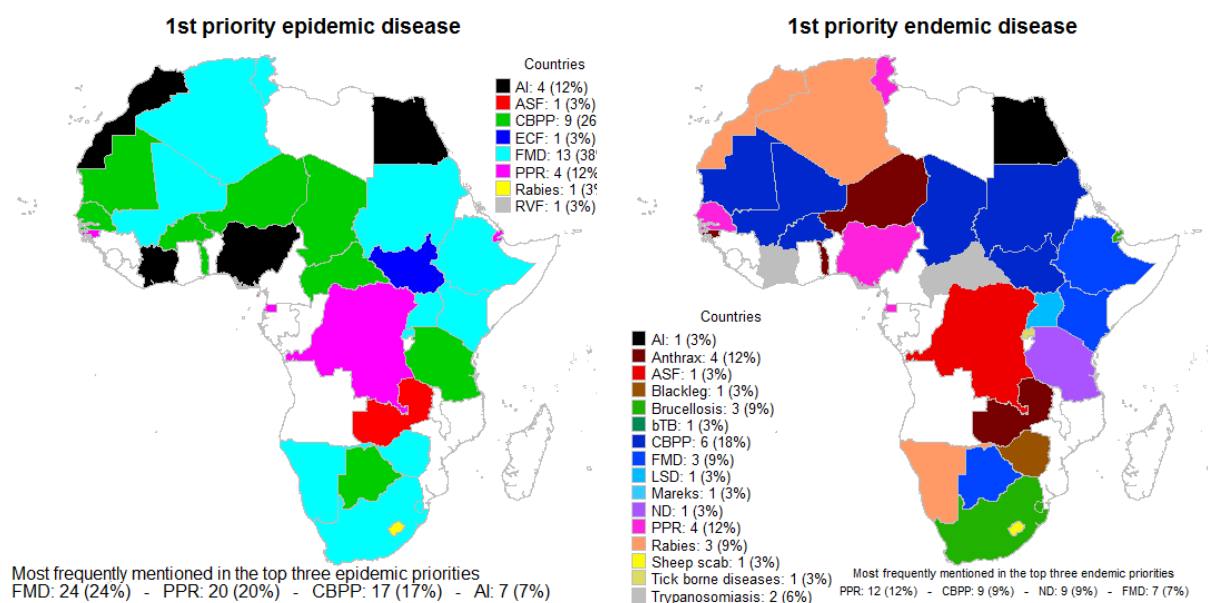 1st priority epidemic disease
Countries
AI: 4 (12%)
ASF: 1 (3%)
CBPP: 9 (26
ECF: 1 (3%)
FMD: 13 (38%
PPR: 4 (12%
Rabies: 1 (3%
RVF: 1 (3%)
Most frequently mentioned in the top three epidemic priorities
FMD: 24 (24%) - PPR: 20 (20%) - CBPP: 17 (17%) - AI: 7 (7%)
1st priority endemic disease
Countries
AI: 1 (3%)
Anthrax: 4 (12%)
ASF: 1 (3%)
Blackleg: 1 (3%)
Brucellosis: 3 (9%)
bTB: 1 (3%)
CBPP: 6 (18%)
FMD: 3 (9%)
LSD: 1 (3%)
Mareks: 1 (3%)
ND: 1 (3%)
PPR: 4 (12%)
Rabies: 3 (9%)
Sheep scab: 1 (3%)
Tick borne diseases: 1 (3%)
Trypanosomiasis: 2 (6%)
Most frequently mentioned in the top three endemic priorities
PPR: 12 (12%) - CBPP: 9 (9%) - ND: 9 (9%) - FMD: 7 (7%)